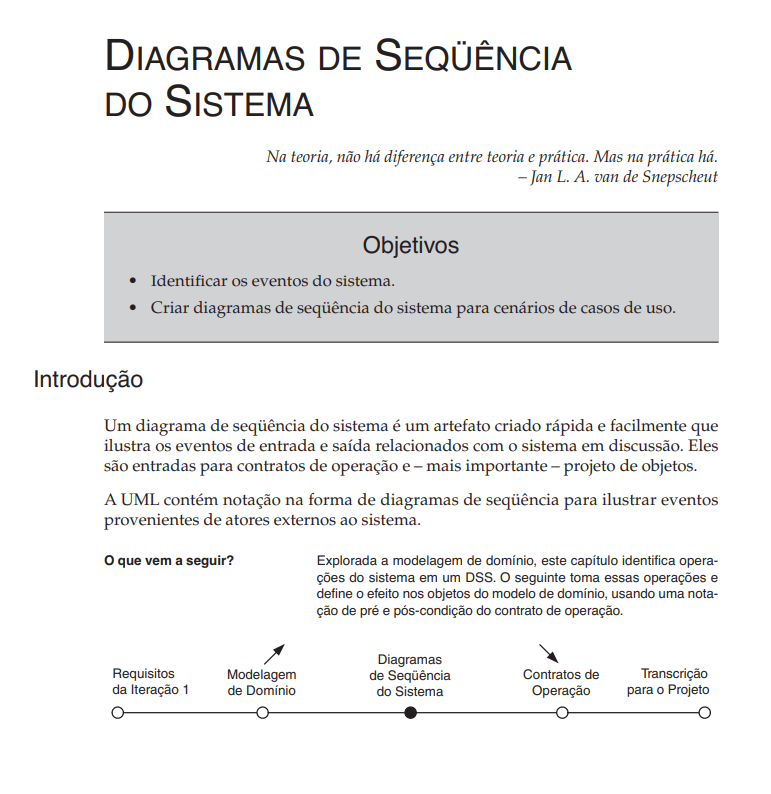 DIAGRAMAS DE SEQÜÊNCIA
DO SISTEMA
Na teoria, não há diferença entre teoria e prática. Mas na prática há.
– Jan L. A. van de Snepscheut
Objetivos
• Identificar os eventos do sistema.
• Criar diagramas de seqüência do sistema para cenários de casos de uso.
Introdução
Um diagrama de seqüência do sistema é um artefato criado rápida e facilmente que
ilustra os eventos de entrada e saída relacionados com o sistema em discussão. Eles
são entradas para contratos de operação e – mais importante – projeto de objetos.
A UML contém notação na forma de diagramas de seqüência para ilustrar eventos
provenientes de atores externos ao sistema.
O que vem a seguir?
Explorada a modelagem de domínio, este capítulo identifica opera-
ções do sistema em um DSS. O seguinte toma essas operações e
define o efeito nos objetos do modelo de domínio, usando uma nota-
ção de pré e pós-condição do contrato de operação.
Requisitos
da Iteração 1
Modelagem
de Domínio
Diagramas
de Seqüência
do Sistema
Contratos de
Operação
Transcrição
para o Projeto